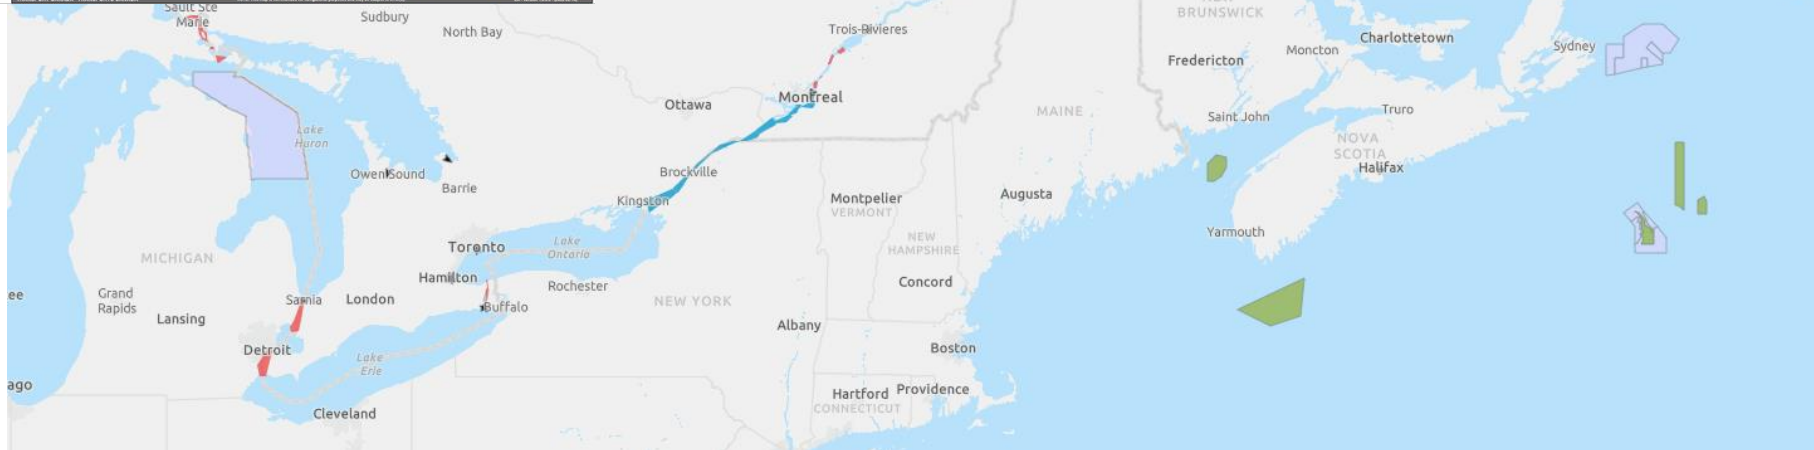 Sault Ste
Marie
Sudbury
North Bay
Trois-Rivieres
BRUNSWICK
Charlottetown
Sydney
Moncton
Fredericton
Ottawa
Montreal
MAINE
Saint John
Truro
Lake
Huron
NOVA
SCOTIA
Halifax
Owen Sound
Barrie
Brockville
Kingston
Montpelier
VERMONT
Augusta
Yarmouth
Toronto
Lake
Ontario
NEW
HAMPSHIRE
MICHIGAN
Hamilton
Concord
Rochester
ee
Grand
Rapids
Sarnia
London
Buffalo
NEW YORK
Lansing
Albany
Detroit
Boston
Lake
Erie
ago
Hartford
Providence
CONNECTICUT
Cleveland